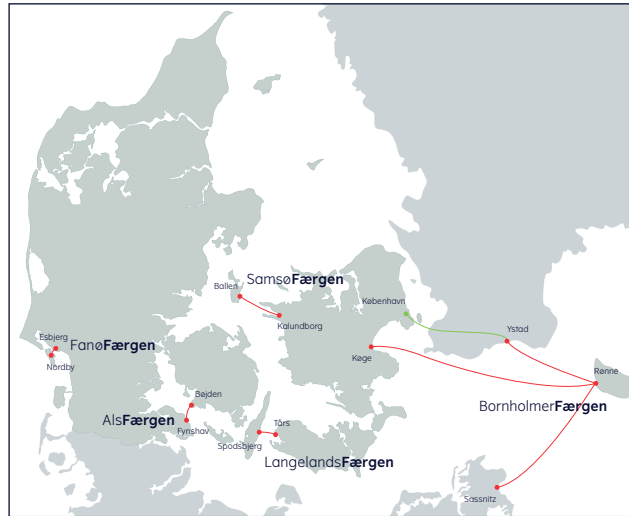 SamsøFærgen
Ballen
København
Kalundborg
Ystad
Esbjerg
FanøFærgen
Køge
Nordby
Rønne
Bøjden
BornholmerFærgen
AlsFærgen
Tårs
Fynshav
Spodsbjerg
LangelandsFærgen
Sassnitz